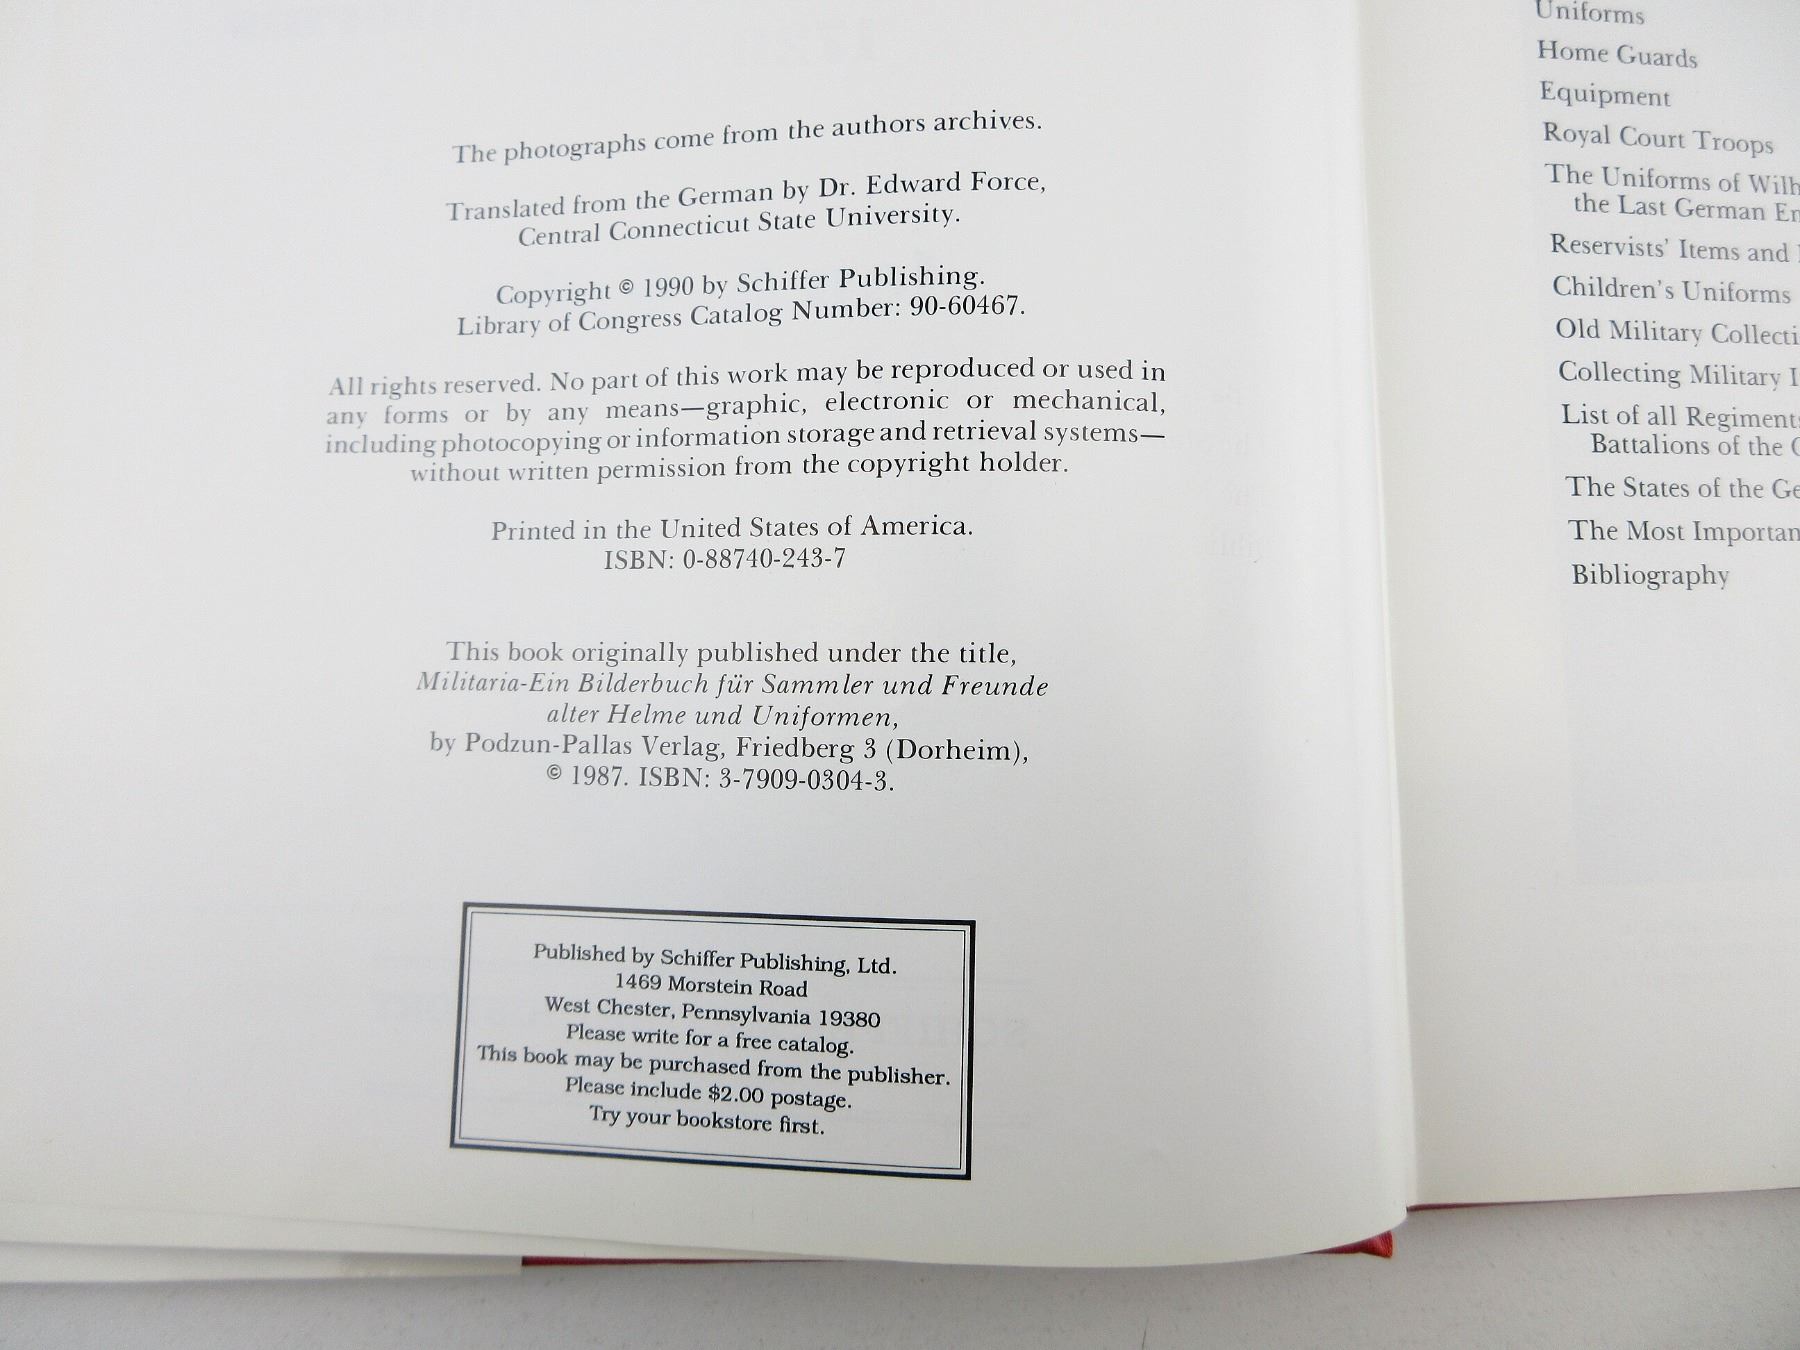 The photographs come from the authors archives.
Translated from the German by Dr. Edward Force,
Central Connecticut State University.
Copyright © 1990 by Schiffer Publishing.
Library of Congress Catalog Number: 90-60467.
All rights reserved. No part of this work may be reproduced or used in
any forms or by any means—graphic, electronic or mechanical,
including photocopying or information storage and retrieval systems—
without written permission from the copyright holder.
Printed in the United States of America.
ISBN: 0-88740-243-7
This book originally published under the title,
Militaria-Ein Bilderbuch für Sammler und Freunde
alter Helme und Uniformen,
by Podzun-Pallas Verlag, Friedberg 3 (Dorheim),
© 1987. ISBN: 3-7909-0304-3.
Published by Schiffer Publishing, Ltd.
1469 Morstein Road
West Chester, Pennsylvania 19380
Please write for a free catalog.
This book may be purchased from the publisher.
Please include $2.00 postage.
Try your bookstore first.
Uniforms
Home Guards
Equipment
Royal Court Troops
The Uniforms of Wilh
the Last German Em
Reservists' Items and
Children's Uniforms
Old Military Collecti
Collecting Military I
List of all Regiments
Battalions of the G
The States of the Ge
The Most Importan
Bibliography